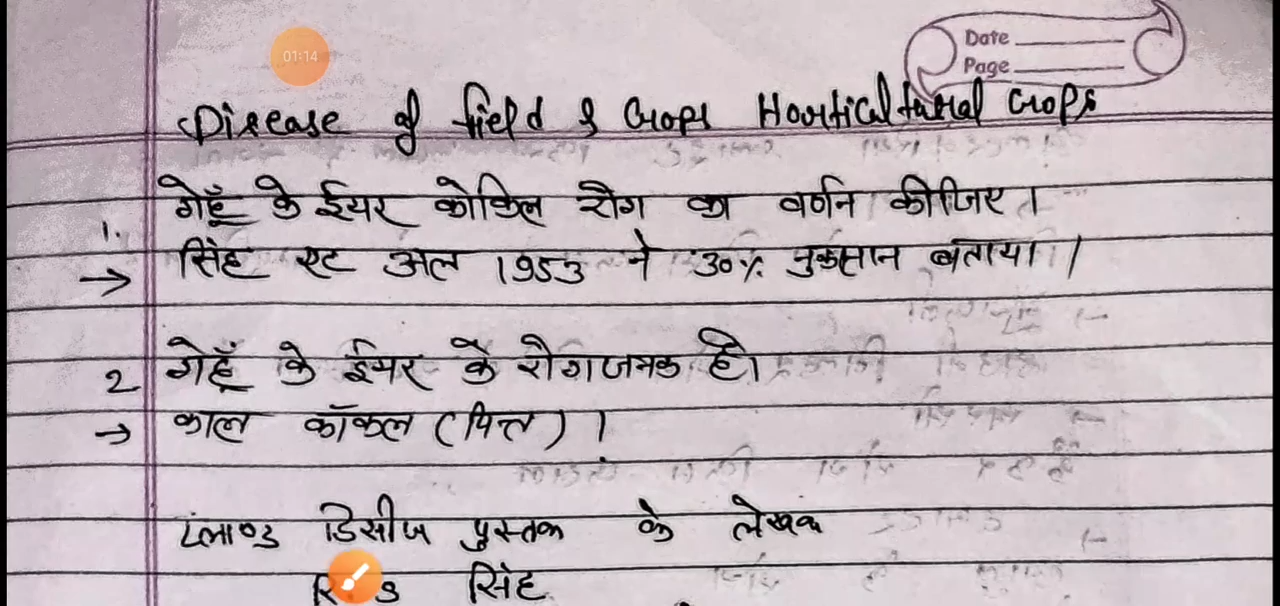 01:14
Date
Page
Disease of field & Crops Horticultural Crops
1. गेहूँ के ईयर कोकिल रोग का वर्णन कीजिए।
→ सिंह एट अल 1953 ने 30% नुकसान बताया।
2 गेहूँ के ईयर के रोगजनक है।
→ काल कॉकल (पित्त)।
प्लाण्ट डिसीज पुस्तक के लेखक
सिंह